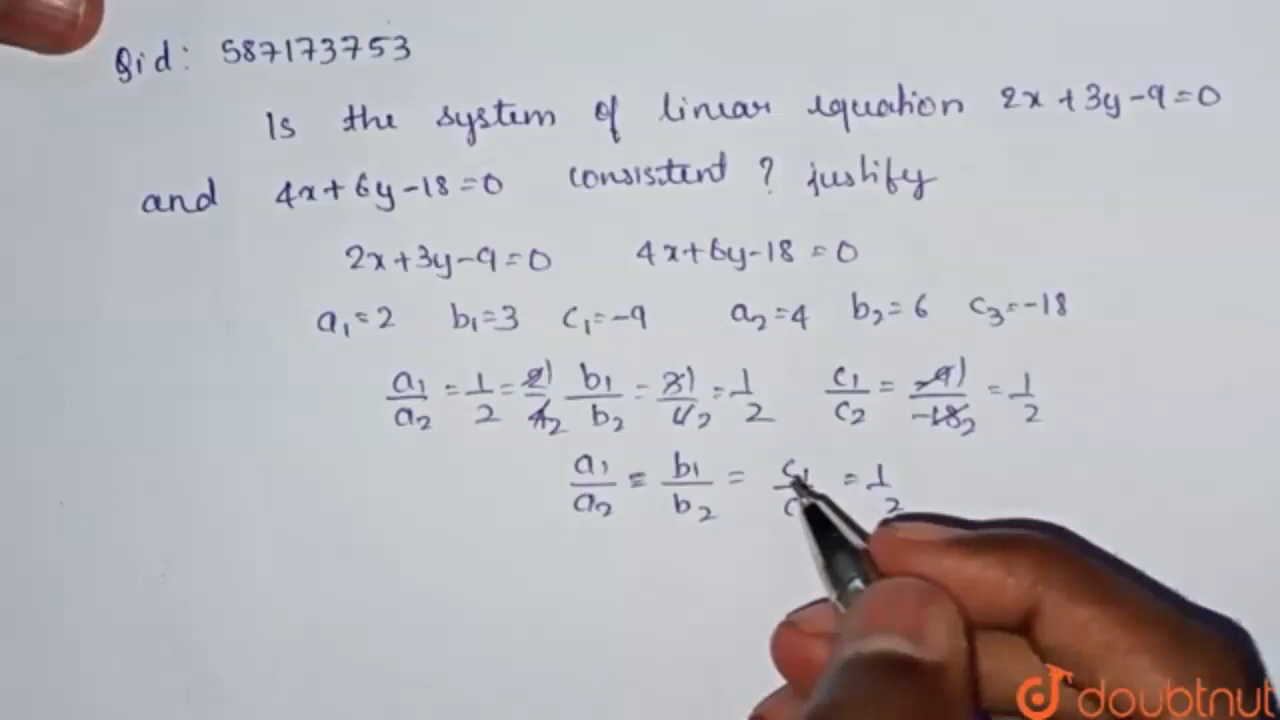 Qid: 587173753
Is the system of linear equation 2x+3y-9=0
and 4x+6y-18=0 consistent? justify
2x+3y-9=0 4x+6y-18=0
a₁=2 b₁=3 c₁=-9 a₂=4 b₂=6 c₃=-18
a₁/a₂ = 1/2 = 2/4 b₁/b₂ = 3/6 = 1/2 c₁/c₂ = -9/-18 = 1/2
a₁/a₂ = b₁/b₂ = c₁/c = 1/2
doubtnut